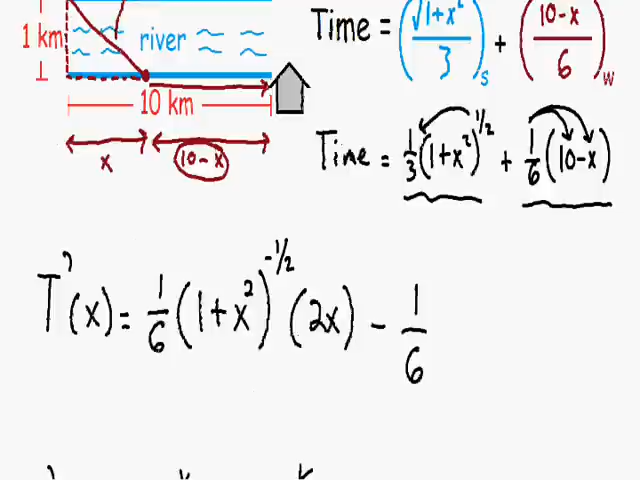 1 km
river
10 km
x
10-x
Time = (√1+x² / 3)s + (10-x / 6)w
Time = 1/3 (1+x²)^1/2 + 1/6 (10-x)
T'(x) = 1/6 (1+x²)^-1/2 (2x) - 1/6